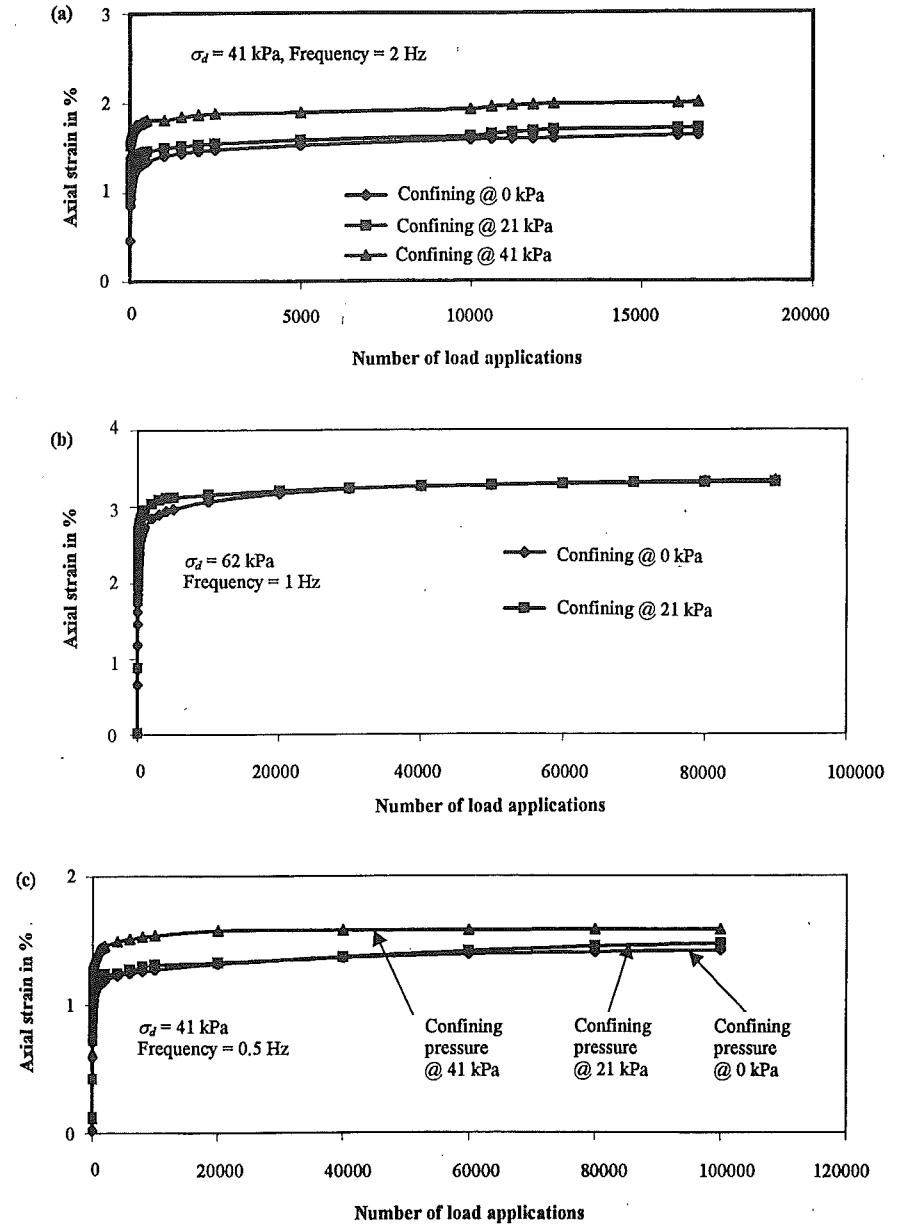 (a)
3
2
1
0
Axial strain in %
σd = 41 kPa, Frequency = 2 Hz
Confining @ 0 kPa
Confining @ 21 kPa
Confining @ 41 kPa
0 5000 10000 15000 20000
Number of load applications
(b)
4
3
2
1
0
Axial strain in %
σd = 62 kPa
Frequency = 1 Hz
Confining @ 0 kPa
Confining @ 21 kPa
0 20000 40000 60000 80000 100000
Number of load applications
(c)
2
1
0
Axial strain in %
σd = 41 kPa
Frequency = 0.5 Hz
Confining
pressure
@ 41 kPa
Confining
pressure
@ 21 kPa
Confining
pressure
@ 0 kPa
0 20000 40000 60000 80000 100000 120000
Number of load applications